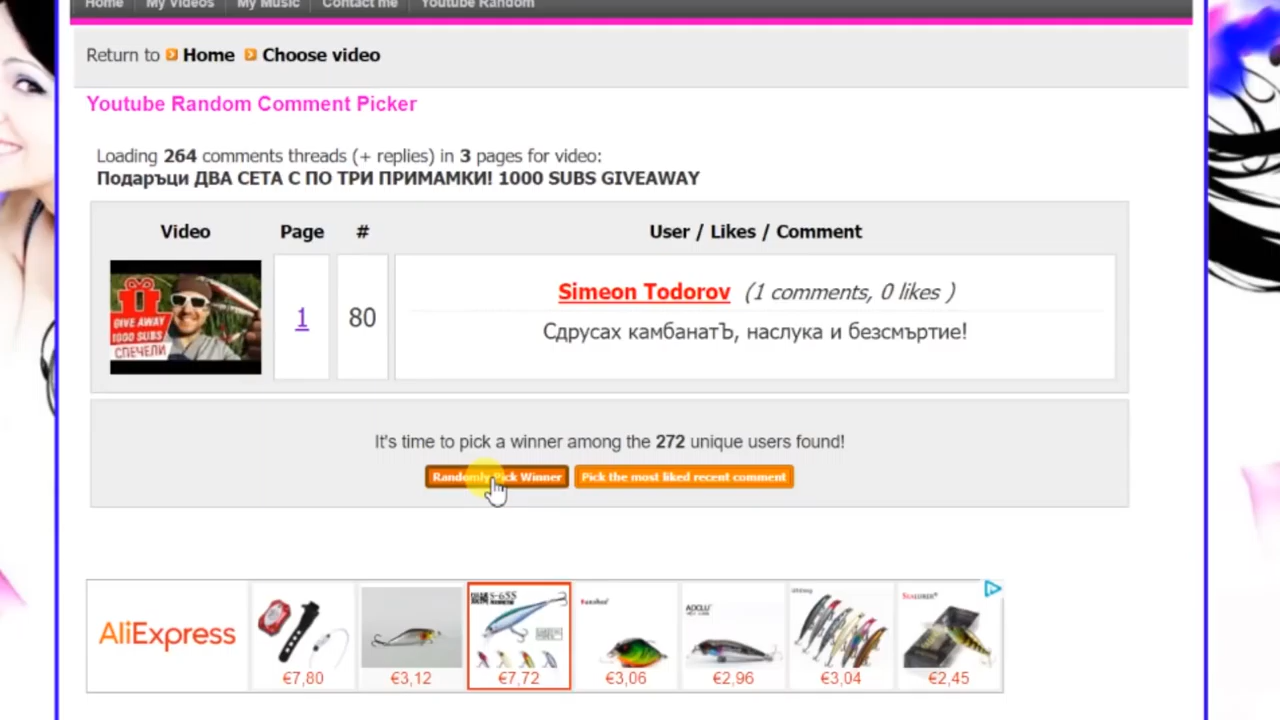 Home My Videos My Music Contact me Youtube Random
Return to Home Choose video
Youtube Random Comment Picker
Loading 264 comments threads (+ replies) in 3 pages for video:
Подаръци ДВА СЕТА С ПО ТРИ ПРИМАМКИ! 1000 SUBS GIVEAWAY
Video Page # User / Likes / Comment
GIVE AWAY
1000 SUBS
СПЕЧЕЛИ
1 80
Simeon Todorov (1 comments, 0 likes )
Сдрусах камбанатЪ, наслука и безсмъртие!
It's time to pick a winner among the 272 unique users found!
Randomly Pick Winner Pick the most liked recent comment
AliExpress
S-65S
AOCLU
€7,80 €3,12 €7,72 €3,06 €2,96 €3,04 €2,45